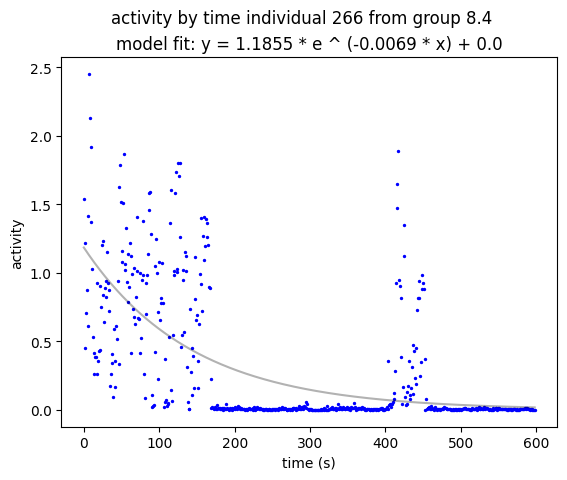 activity by time individual 266 from group 8.4
model fit: y = 1.1855 * e ^ (-0.0069 * x) + 0.0
2.5
2.0
1.5
1.0
0.5
0.0
activity
0 100 200 300 400 500 600
time (s)